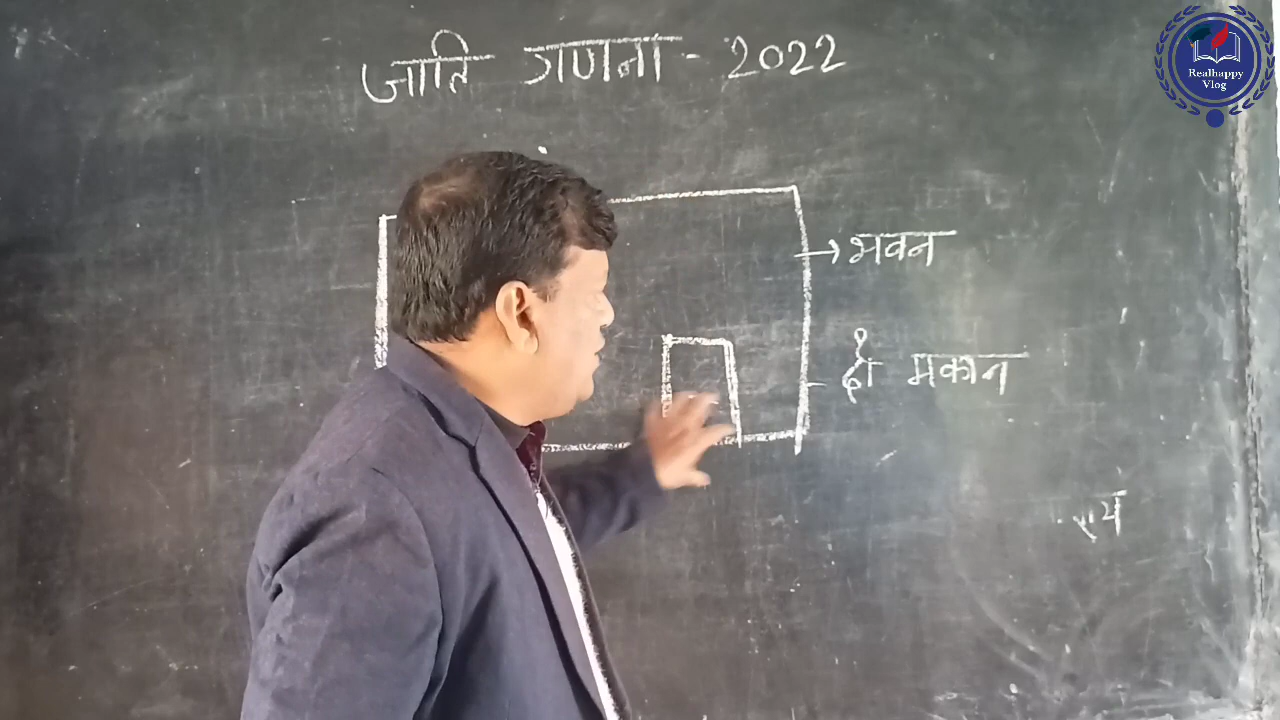 जाति गणना - 2022
Realhappy
Vlog
→ भवन
दो मकान